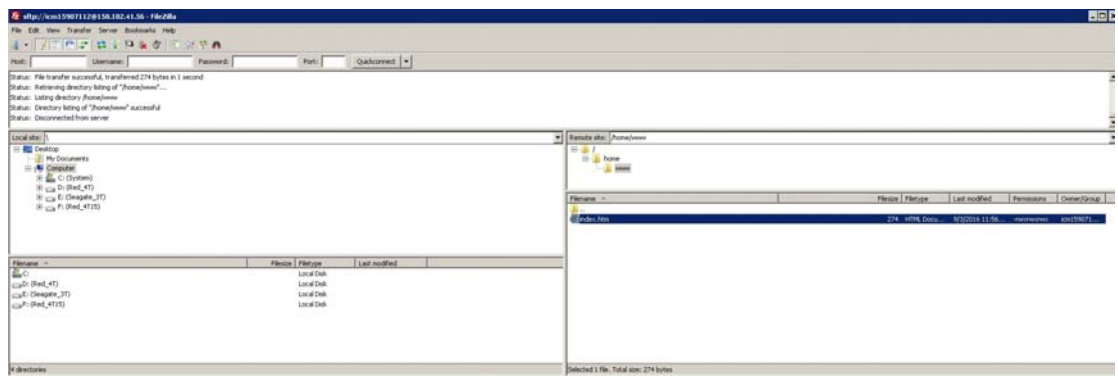 sftp://icm15907112@158.182.41.56 - FileZilla
File Edit View Transfer Server Bookmarks Help
Host: Username: Password: Port: Quickconnect
Status: File transfer successful, transferred 274 bytes in 1 second
Status: Retrieving directory listing of "/home/www"...
Status: Listing directory /home/www
Status: Directory listing of "/home/www" successful
Status: Disconnected from server
Local site: \
Desktop
My Documents
Computer
C: (System)
D: (Red_4T)
E: (Seagate_3T)
F: (Red_4T15)
Filename Filesize Filetype Last modified
C: Local Disk
D: (Red_4T) Local Disk
E: (Seagate_3T) Local Disk
F: (Red_4T15) Local Disk
4 directories
Remote site: /home/www
/
home
www
Filename Filesize Filetype Last modified Permissions Owner/Group
..
index.htm 274 HTML Docu... 9/3/2016 11:56... -rwxrwxrwx icm159071...
Selected 1 file. Total size: 274 bytes